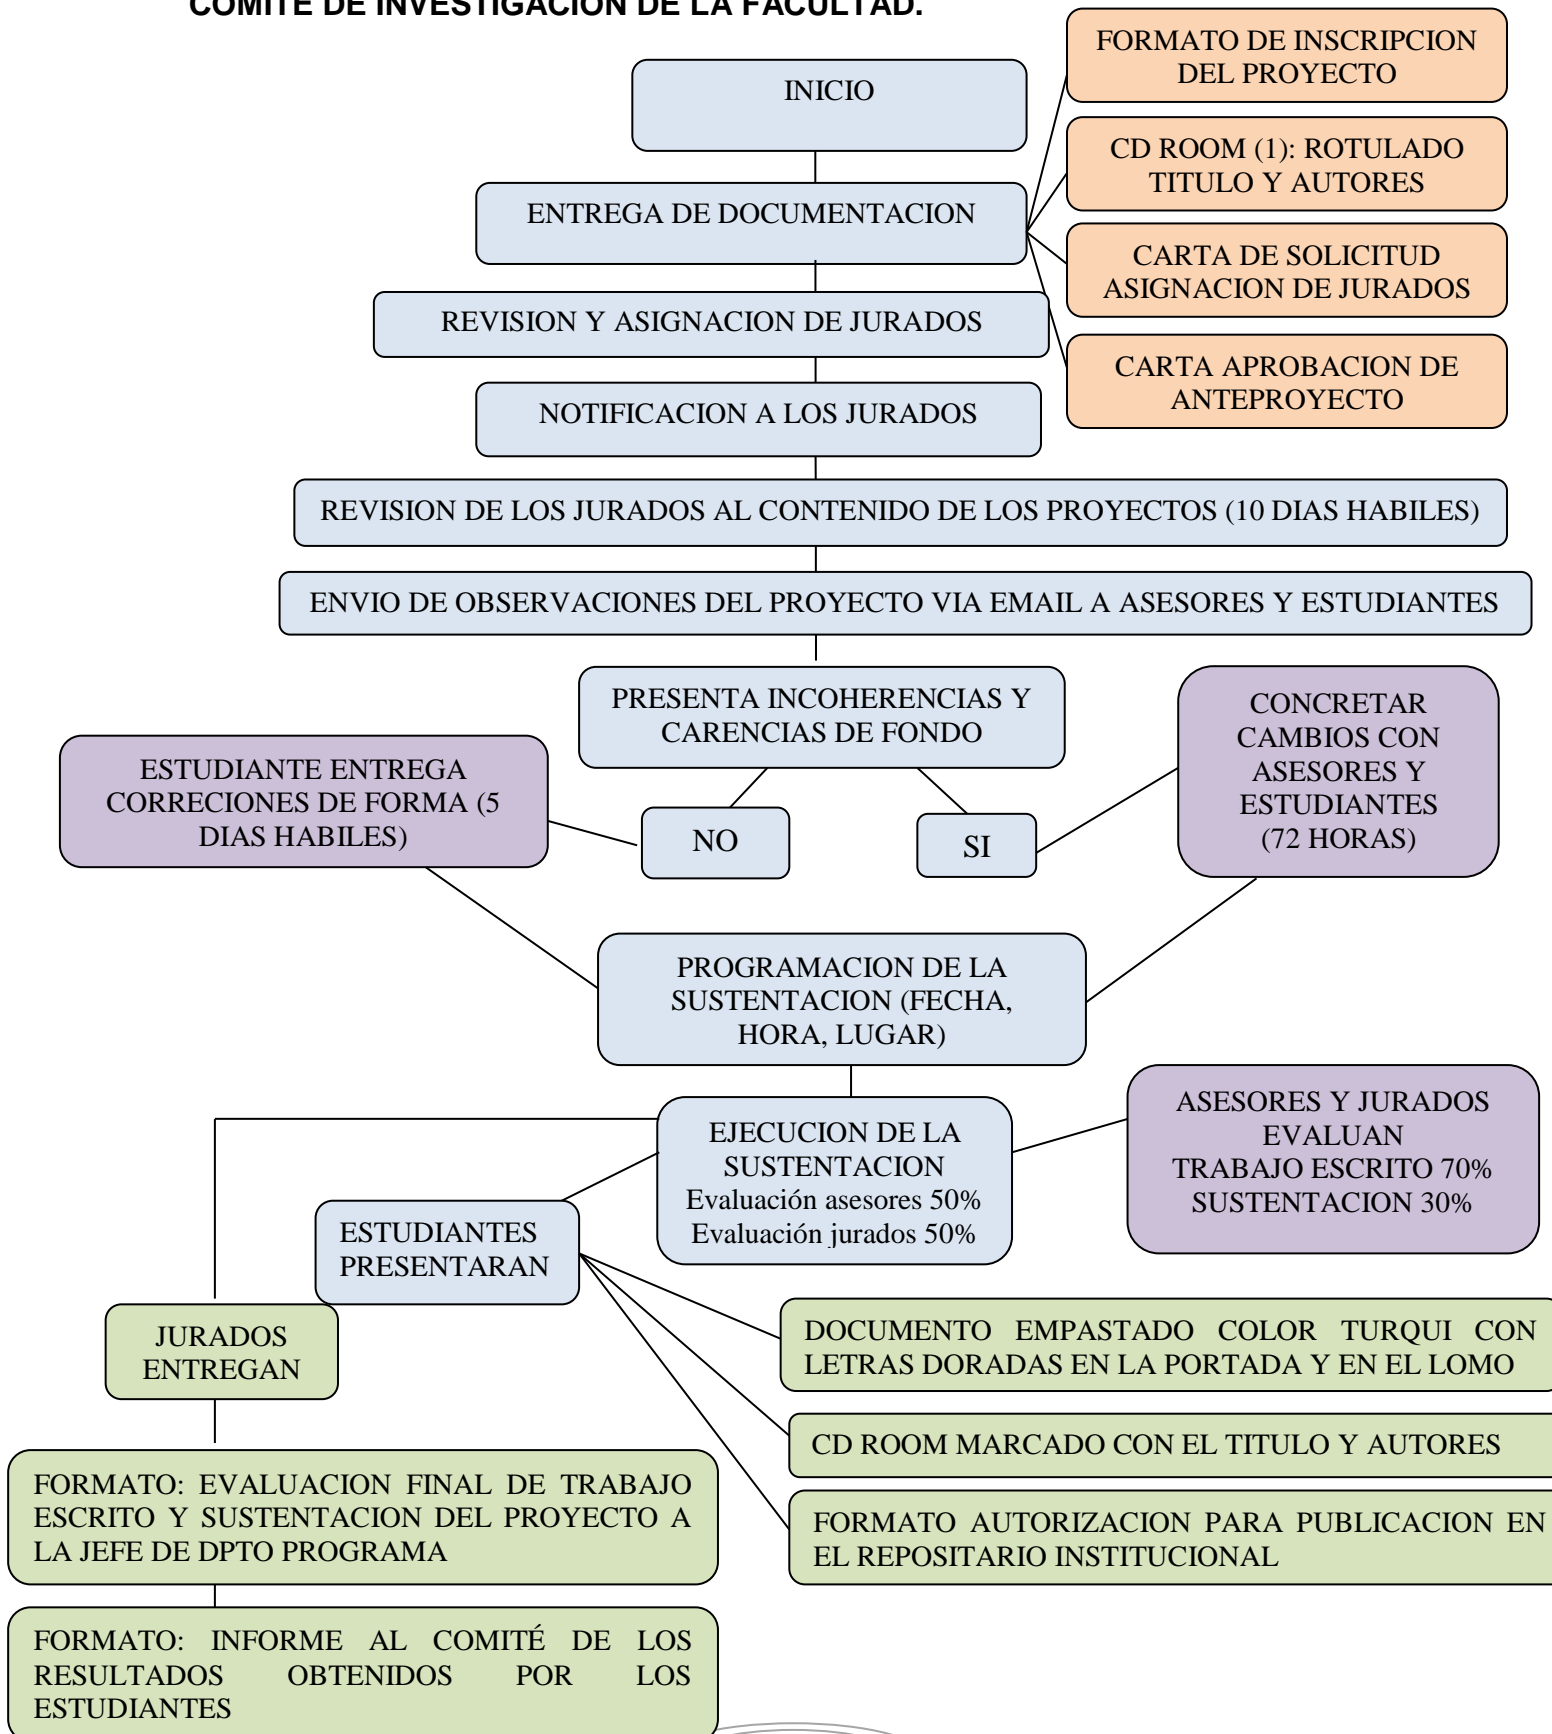 COMITÉ DE INVESTIGACIÓN DE LA FACULTAD.
INICIO
FORMATO DE INSCRIPCION
DEL PROYECTO
CD ROOM (1): ROTULADO
TITULO Y AUTORES
ENTREGA DE DOCUMENTACION
CARTA DE SOLICITUD
ASIGNACION DE JURADOS
REVISION Y ASIGNACION DE JURADOS
CARTA APROBACION DE
ANTEPROYECTO
NOTIFICACION A LOS JURADOS
REVISION DE LOS JURADOS AL CONTENIDO DE LOS PROYECTOS (10 DIAS HABILES)
ENVIO DE OBSERVACIONES DEL PROYECTO VIA EMAIL A ASESORES Y ESTUDIANTES
PRESENTA INCOHERENCIAS Y
CARENCIAS DE FONDO
CONCRETAR
CAMBIOS CON
ASESORES Y
ESTUDIANTES
(72 HORAS)
ESTUDIANTE ENTREGA
CORRECIONES DE FORMA (5
DIAS HABILES)
NO
SI
PROGRAMACION DE LA
SUSTENTACION (FECHA,
HORA, LUGAR)
EJECUCION DE LA
SUSTENTACION
Evaluación asesores 50%
Evaluación jurados 50%
ASESORES Y JURADOS
EVALUAN
TRABAJO ESCRITO 70%
SUSTENTACION 30%
ESTUDIANTES
PRESENTARAN
JURADOS
ENTREGAN
DOCUMENTO EMPASTADO COLOR TURQUI CON
LETRAS DORADAS EN LA PORTADA Y EN EL LOMO
CD ROOM MARCADO CON EL TITULO Y AUTORES
FORMATO AUTORIZACION PARA PUBLICACION EN
EL REPOSITARIO INSTITUCIONAL
FORMATO: EVALUACION FINAL DE TRABAJO
ESCRITO Y SUSTENTACION DEL PROYECTO A
LA JEFE DE DPTO PROGRAMA
FORMATO: INFORME AL COMITÉ DE LOS
RESULTADOS OBTENIDOS POR LOS
ESTUDIANTES